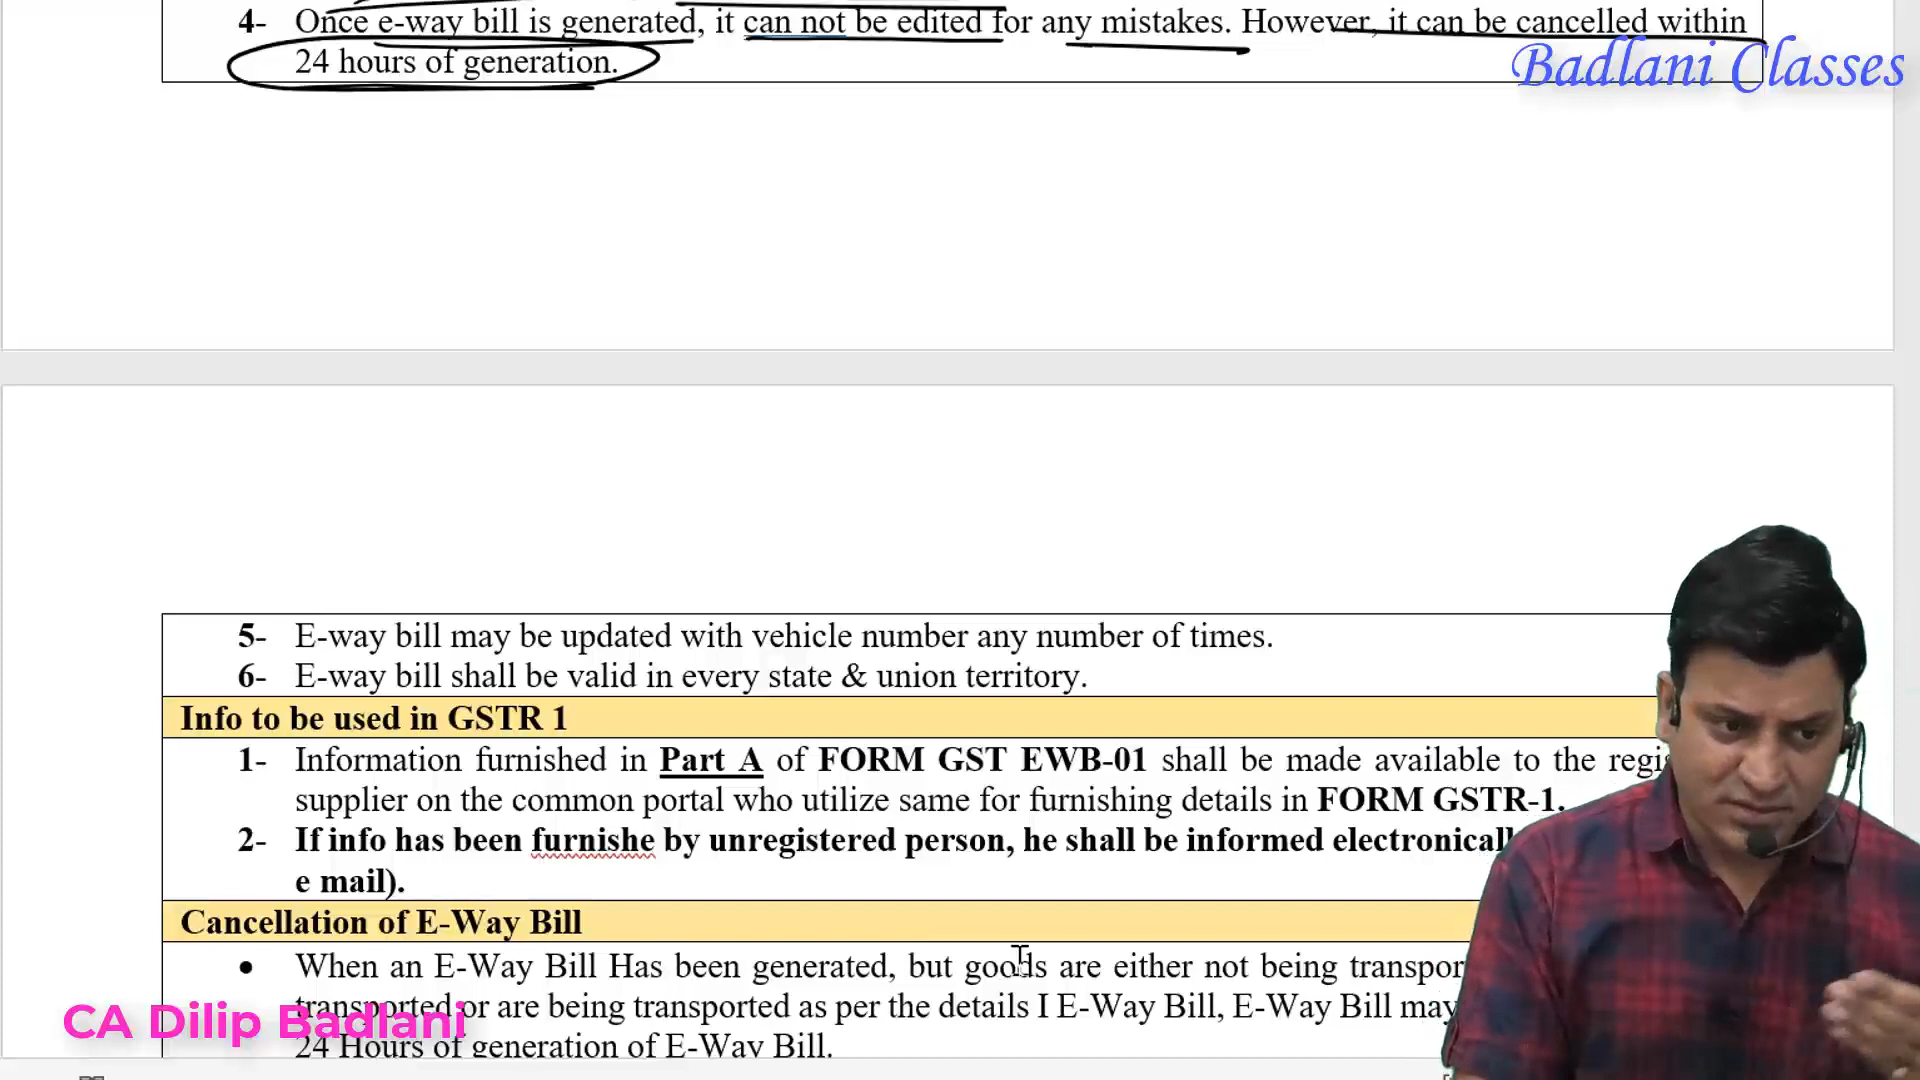 4- Once e-way bill is generated, it can not be edited for any mistakes. However, it can be cancelled within
24 hours of generation.
Badlani Classes
5- E-way bill may be updated with vehicle number any number of times.
6- E-way bill shall be valid in every state & union territory.
Info to be used in GSTR 1
1- Information furnished in Part A of FORM GST EWB-01 shall be made available to the
supplier on the common portal who utilize same for furnishing details in FORM GSTR-1.
2- If info has been furnishe by unregistered person, he shall be informed
e mail).
Cancellation of E-Way Bill
• When an E-Way Bill Has been generated, but goods are either not being
transported or are being transported as per the details I E-Way Bill, E-Way Bill may
24 Hours of generation of E-Way Bill.
CA Dilip Badlani